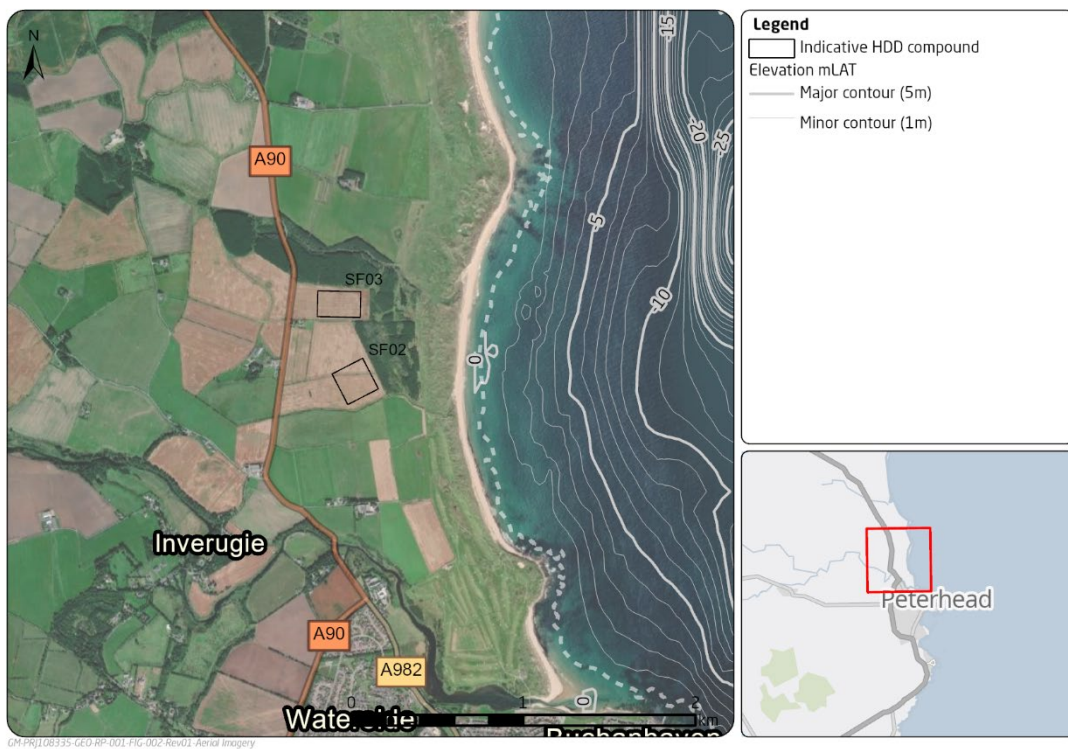 N
A90
SF03
SF02
Inverugie
A90
A982
Waterside
Buchanhaven
0
1
2
km
-15
-20
-25
-5
-10
0
0
Legend
Indicative HDD compound
Elevation mLAT
Major contour (5m)
Minor contour (1m)
Peterhead
GM-PRJ108335-GEO-RP-001-FIG-002-Rev01-Aerial Imagery